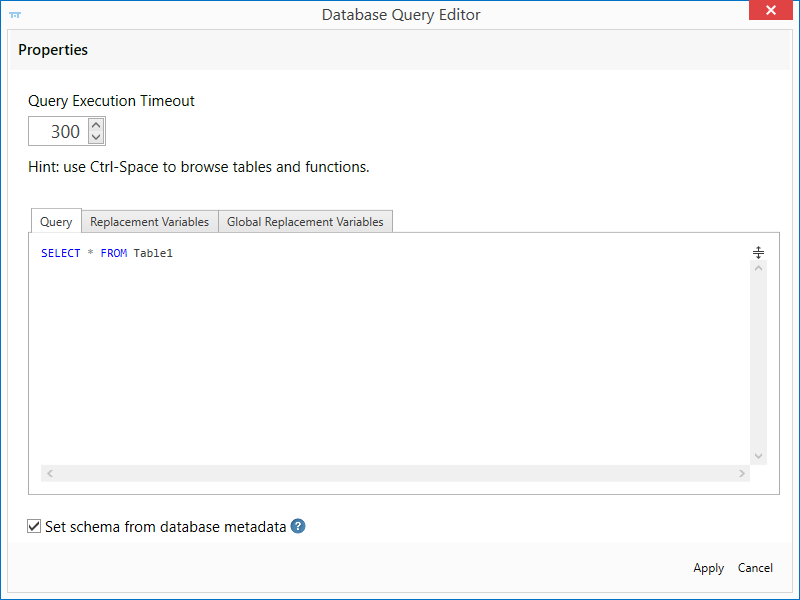 Database Query Editor
Properties
Query Execution Timeout
300
Hint: use Ctrl-Space to browse tables and functions.
Query Replacement Variables Global Replacement Variables
SELECT * FROM Table1
Set schema from database metadata ?
Apply Cancel